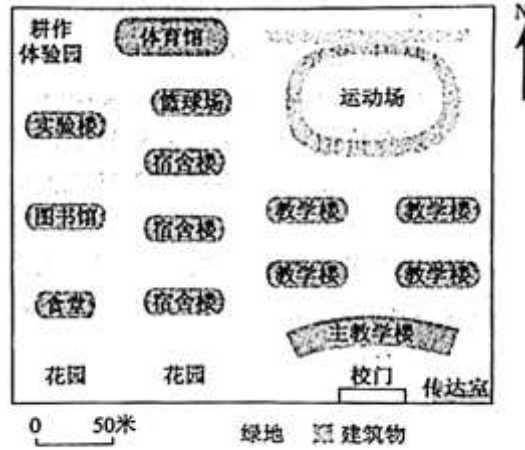 N
耕作
体验园
体育馆
运动场
篮球场
实验楼
宿舍楼
图书馆
宿舍楼
教学楼
教学楼
食堂
宿舍楼
教学楼
教学楼
主教学楼
花园
花园
校门
传达室
0 50米
绿地
建筑物